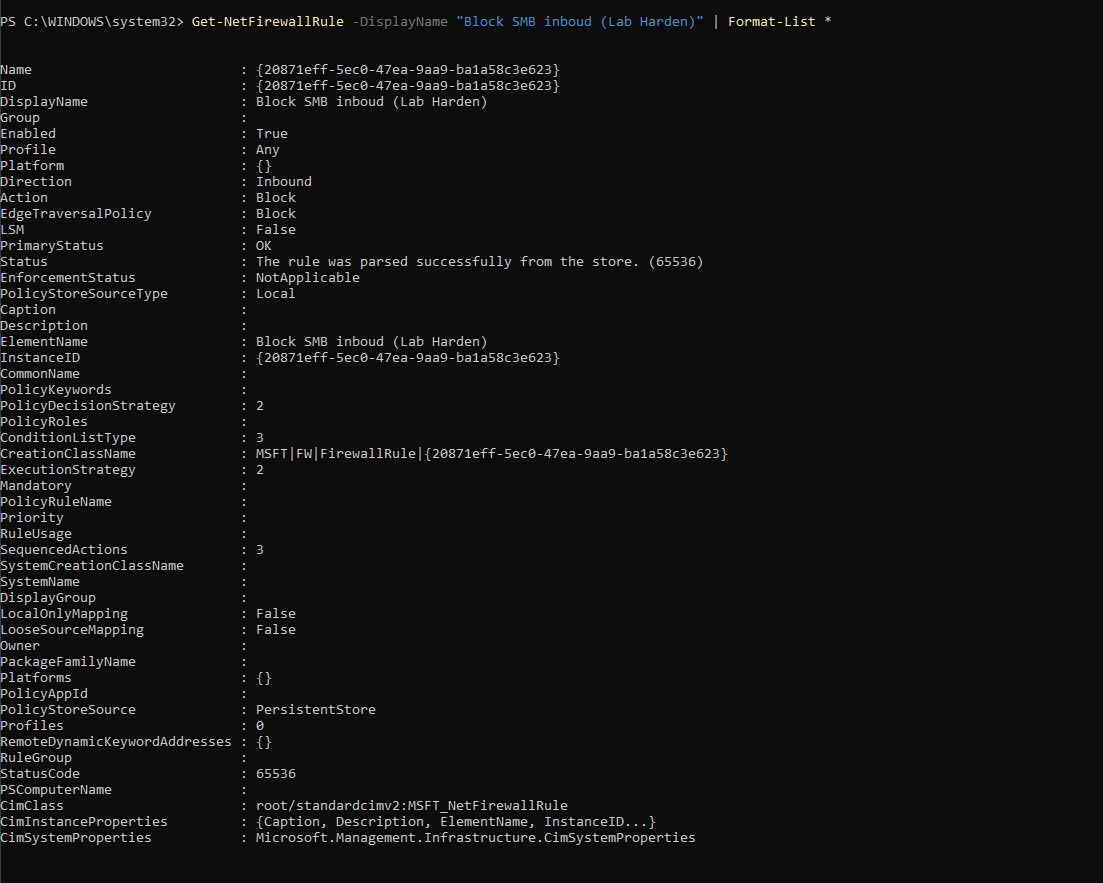 PS C:\WINDOWS\system32> Get-NetFirewallRule -DisplayName "Block SMB inboud (Lab Harden)" | Format-List *
Name                          : {20871eff-5ec0-47ea-9aa9-ba1a58c3e623}
ID                            : {20871eff-5ec0-47ea-9aa9-ba1a58c3e623}
DisplayName                   : Block SMB inboud (Lab Harden)
Group                         :
Enabled                       : True
Profile                       : Any
Platform                      : {}
Direction                     : Inbound
Action                        : Block
EdgeTraversalPolicy           : Block
LSM                           : False
PrimaryStatus                 : OK
Status                        : The rule was parsed successfully from the store. (65536)
EnforcementStatus             : NotApplicable
PolicyStoreSourceType         : Local
Caption                       :
Description                   :
ElementName                   : Block SMB inboud (Lab Harden)
InstanceID                    : {20871eff-5ec0-47ea-9aa9-ba1a58c3e623}
CommonName                    :
PolicyKeywords                :
PolicyDecisionStrategy        : 2
PolicyRoles                   :
ConditionListType             : 3
CreationClassName             : MSFT|FW|FirewallRule|{20871eff-5ec0-47ea-9aa9-ba1a58c3e623}
ExecutionStrategy             : 2
Mandatory                     :
PolicyRuleName                :
Priority                      :
RuleUsage                     :
SequencedActions              : 3
SystemCreationClassName       :
SystemName                    :
DisplayGroup                  :
LocalOnlyMapping              : False
LooseSourceMapping            : False
Owner                         :
PackageFamilyName             :
Platforms                     : {}
PolicyAppId                   :
PolicyStoreSource             : PersistentStore
Profiles                      : 0
RemoteDynamicKeywordAddresses : {}
RuleGroup                     :
StatusCode                    : 65536
PSComputerName                :
CimClass                      : root/standardcimv2:MSFT_NetFirewallRule
CimInstanceProperties         : {Caption, Description, ElementName, InstanceID...}
CimSystemProperties           : Microsoft.Management.Infrastructure.CimSystemProperties